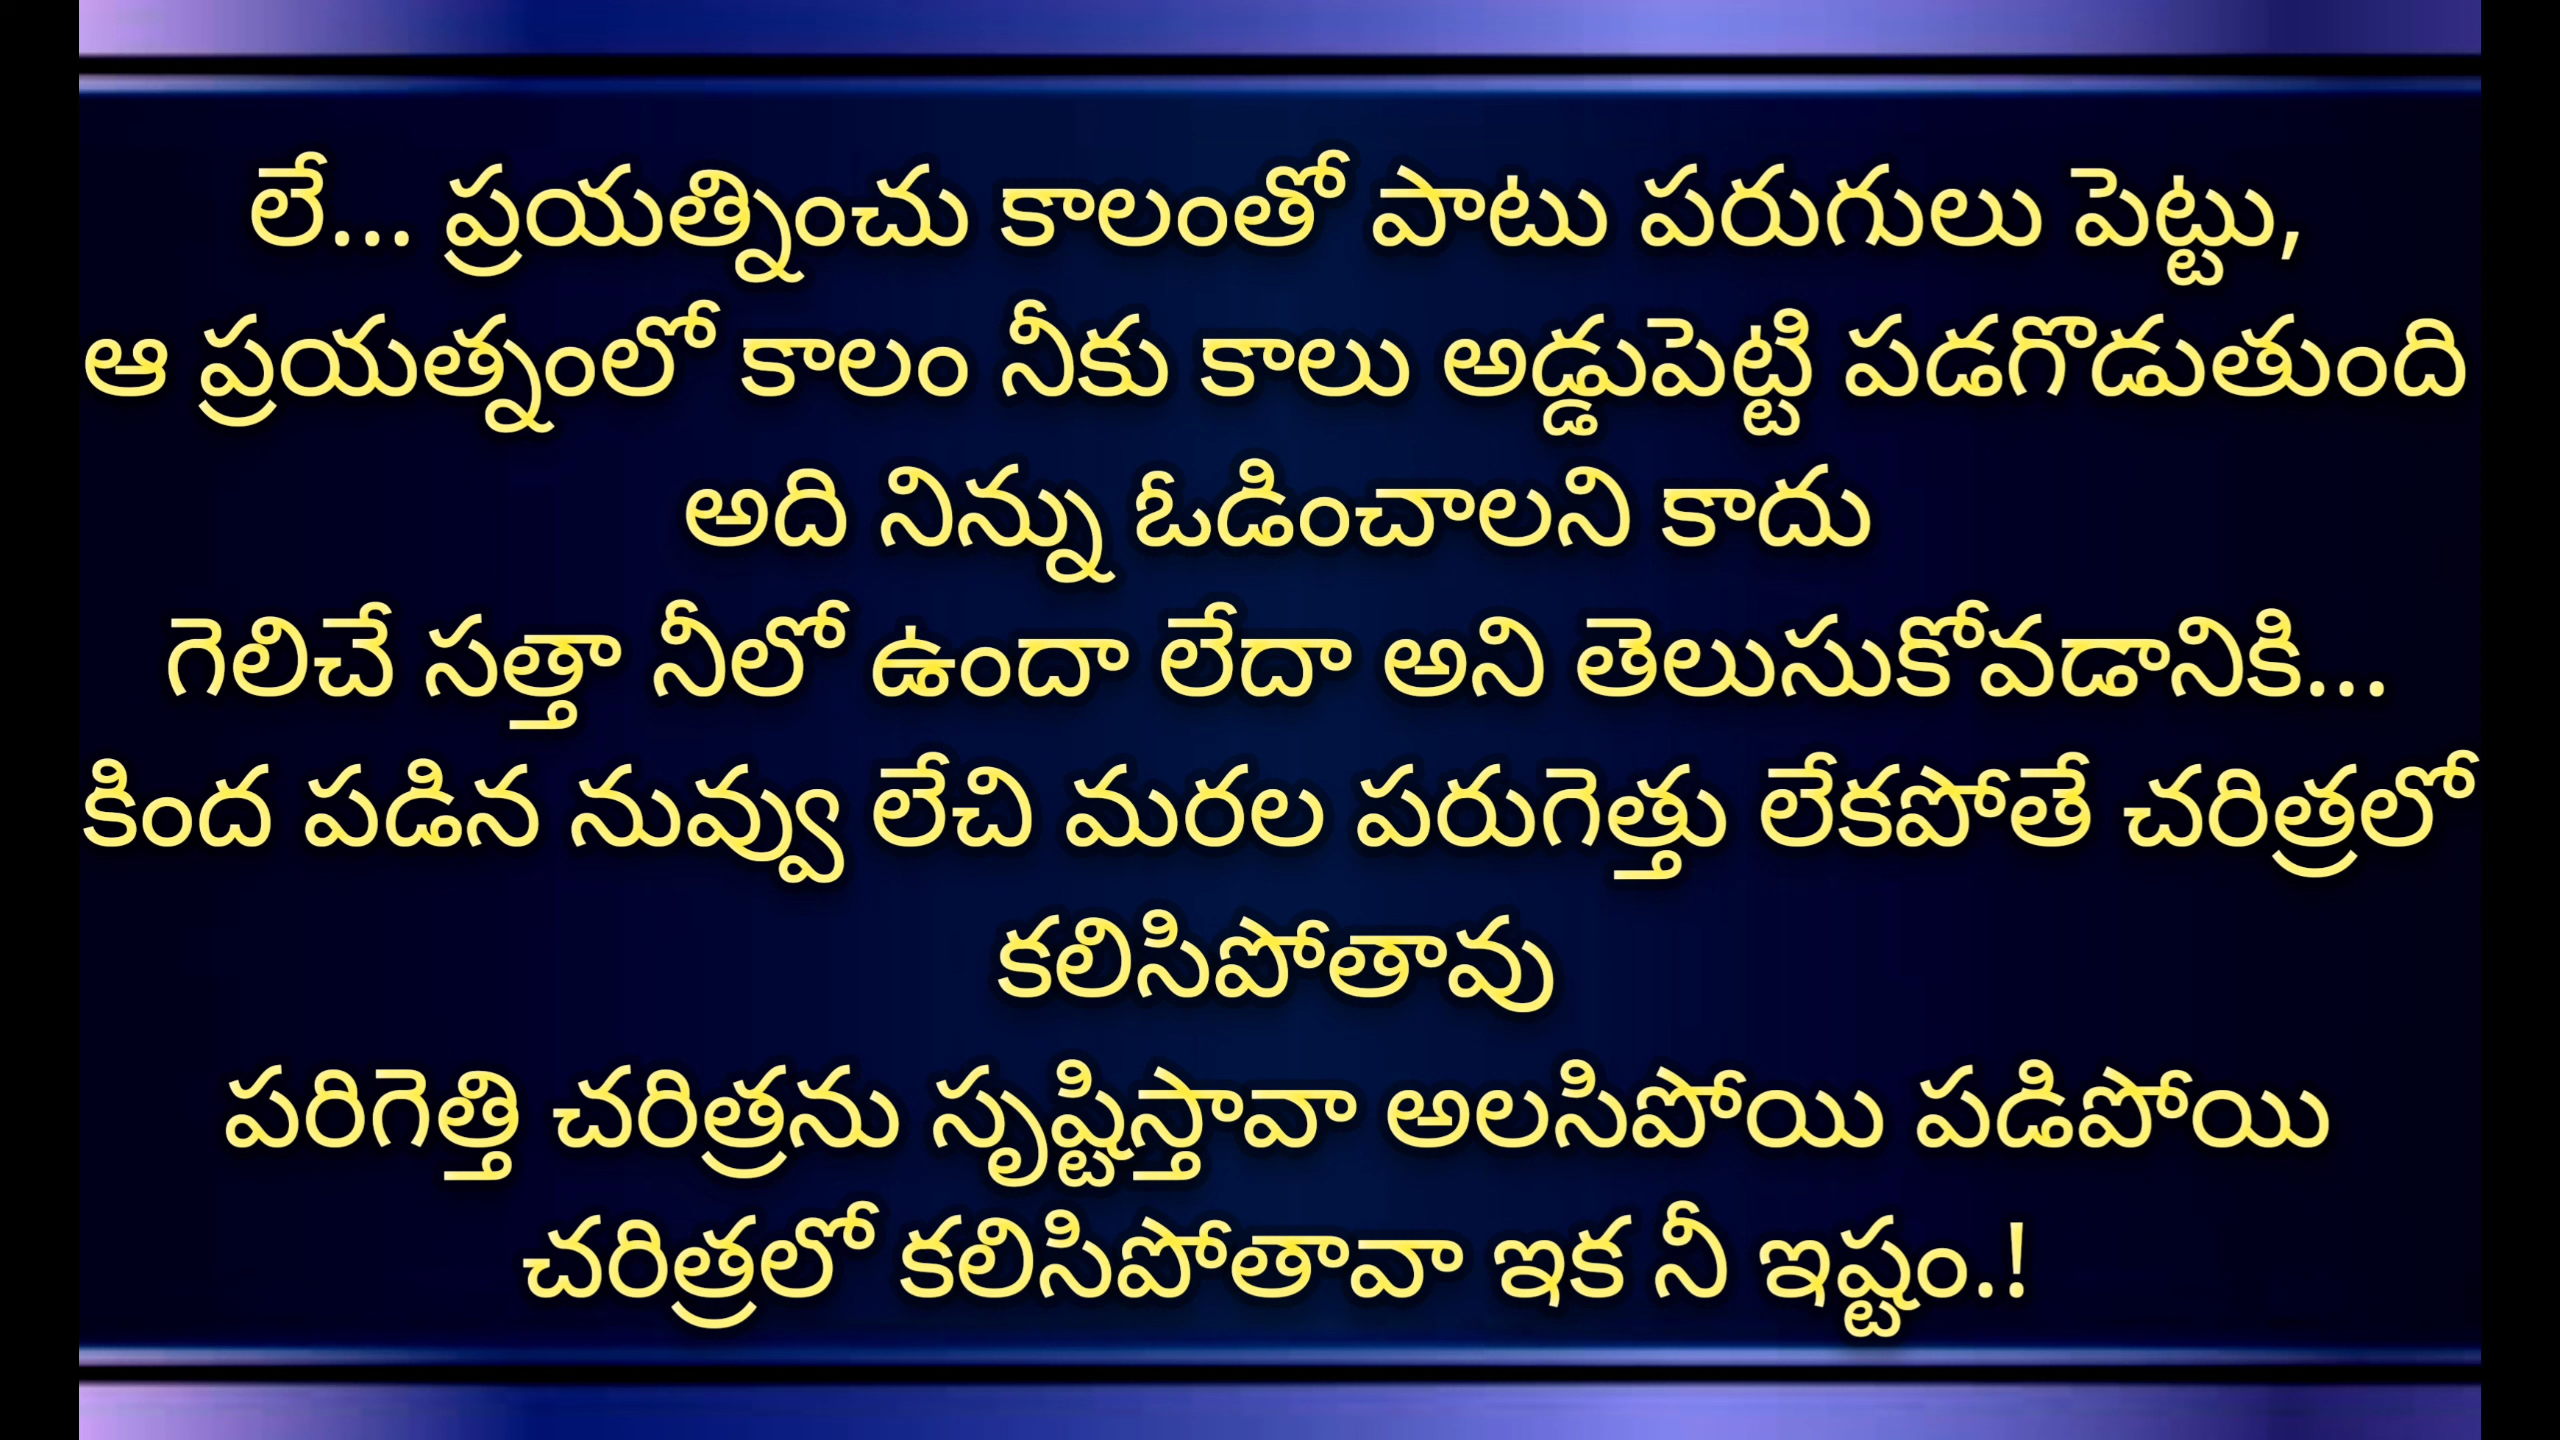 లే... ప్రయత్నించు కాలంతో పాటు పరుగులు పెట్టు,
ఆ ప్రయత్నంలో కాలం నీకు కాలు అడ్డుపెట్టి పడగొడుతుంది
అది నిన్ను ఓడించాలని కాదు
గెలిచే సత్తా నీలో ఉందా లేదా అని తెలుసుకోవడానికి...
కింద పడిన నువ్వు లేచి మరల పరుగెత్తు లేకపోతే చరిత్రలో
కలిసిపోతావు
పరిగెత్తి చరిత్రను సృష్టిస్తావా అలసిపోయి పడిపోయి
చరిత్రలో కలిసిపోతావా ఇక నీ ఇష్టం.!